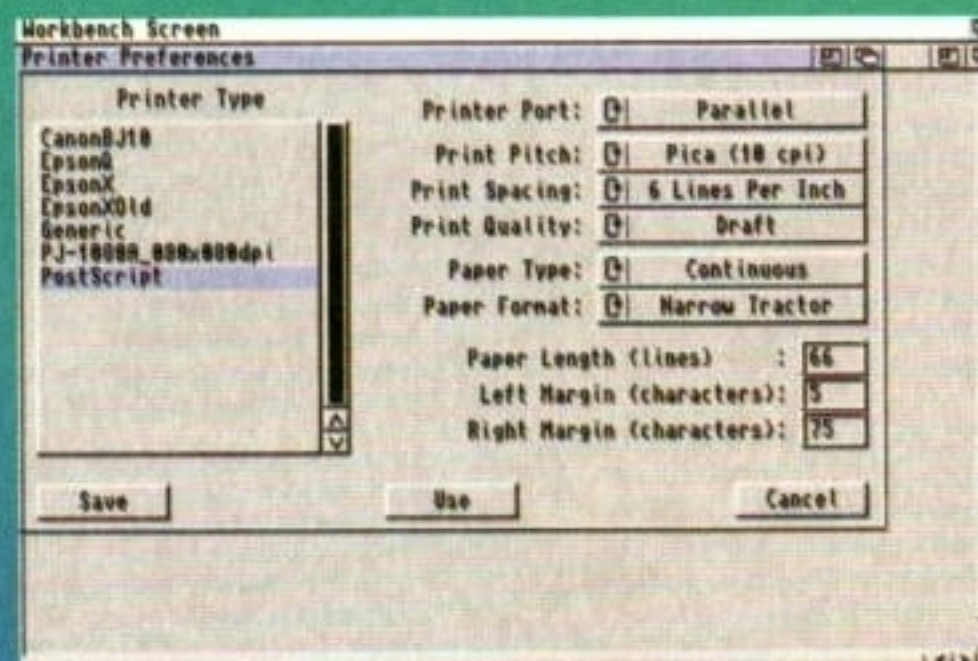 Workbench Screen
Printer Preferences
Printer Type
CanonBJ10
EpsonQ
EpsonX
EpsonXOld
Generic
PostScript
Printer Port: Parallel
Print Pitch: Pica (10 cpi)
Print Spacing: 6 Lines Per Inch
Print Quality: Draft
Paper Type: Continuous
Paper Format: Narrow Tractor
Paper Length (lines) : 66
Left Margin (characters): 5
Right Margin (characters): 75
Save
Use
Cancel